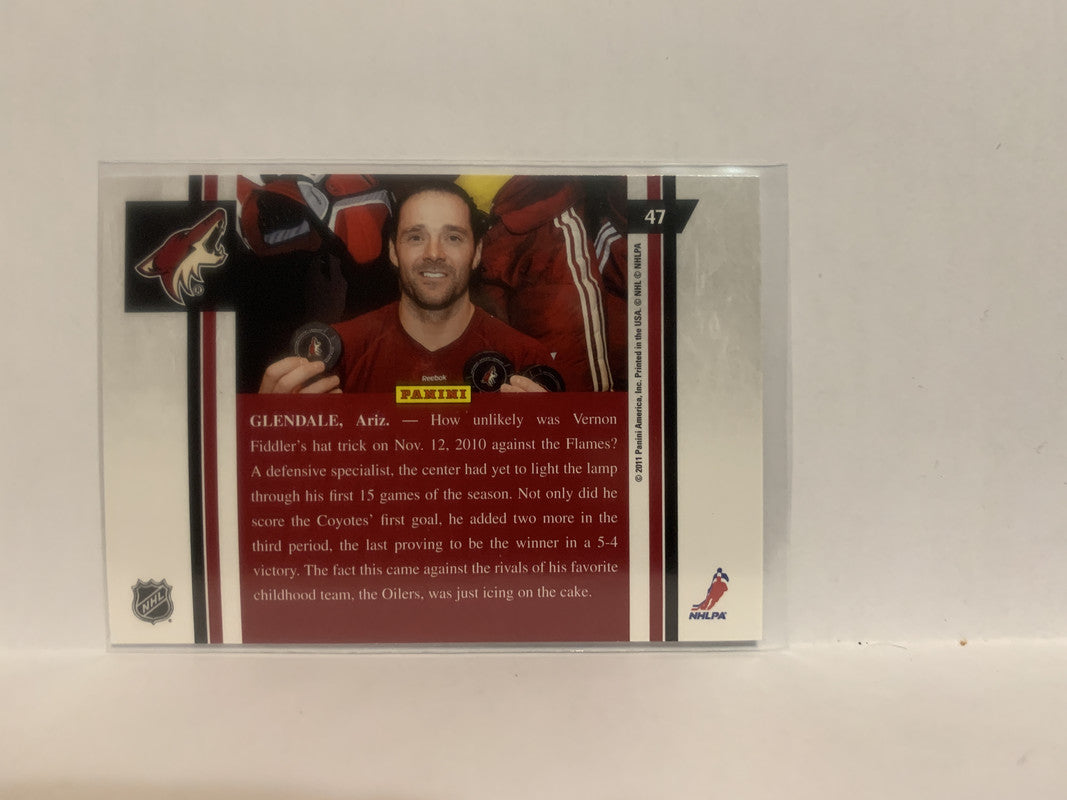 47
Reebok
PANINI
GLENDALE, Ariz. — How unlikely was Vernon
Fiddler's hat trick on Nov. 12, 2010 against the Flames?
A defensive specialist, the center had yet to light the lamp
through his first 15 games of the season. Not only did he
score the Coyotes' first goal, he added two more in the
third period, the last proving to be the winner in a 5-4
victory. The fact this came against the rivals of his favorite
childhood team, the Oilers, was just icing on the cake.
© 2011 Panini America, Inc. Printed in the USA. © NHL © NHLPA
NHL
NHLPA